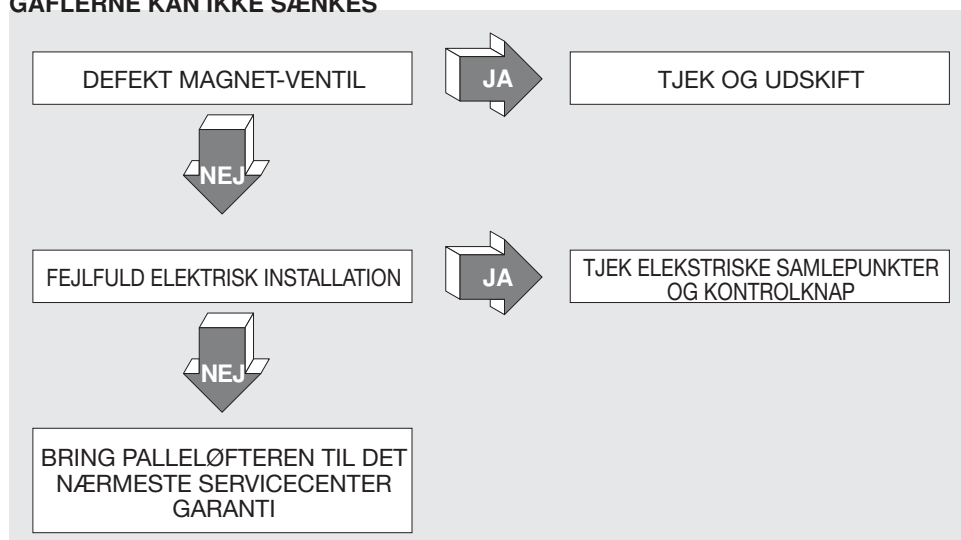 GAFLERNE KAN IKKE SÆNKES
DEFEKT MAGNET-VENTIL
JA
TJEK OG UDSKIFT
NEJ
FEJLFULD ELEKTRISK INSTALLATION
JA
TJEK ELEKSTRISKE SAMLEPUNKTER
OG KONTROLKNAP
NEJ
BRING PALLELØFTEREN TIL DET
NÆRMESTE SERVICECENTER
GARANTI